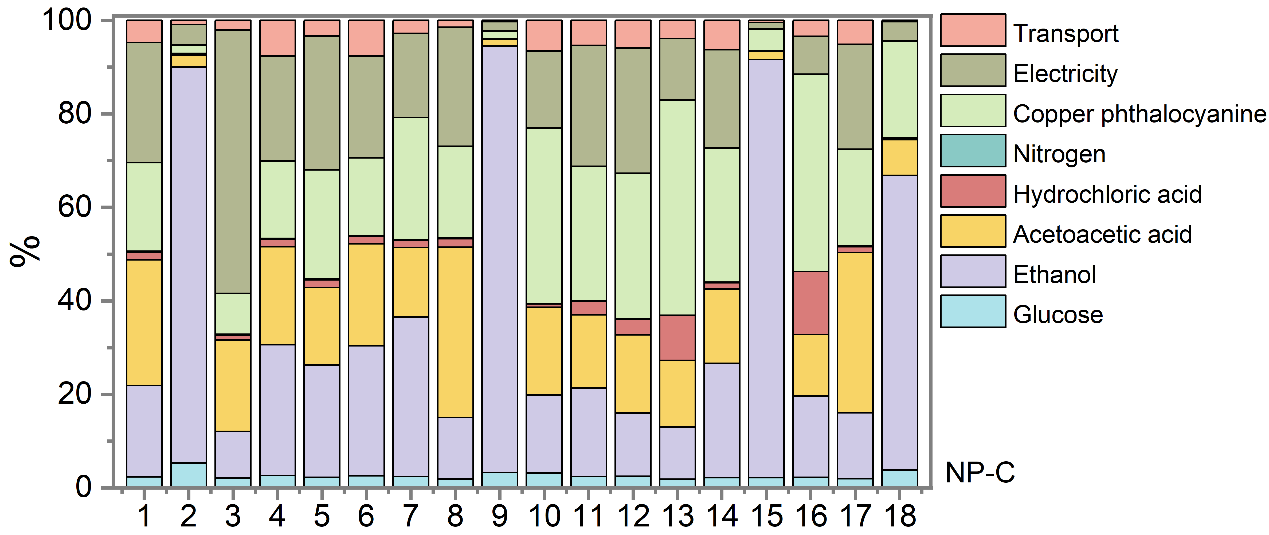 %
100
80
60
40
20
0
1 2 3 4 5 6 7 8 9 10 11 12 13 14 15 16 17 18
Transport
Electricity
Copper phthalocyanine
Nitrogen
Hydrochloric acid
Acetoacetic acid
Ethanol
Glucose
NP-C